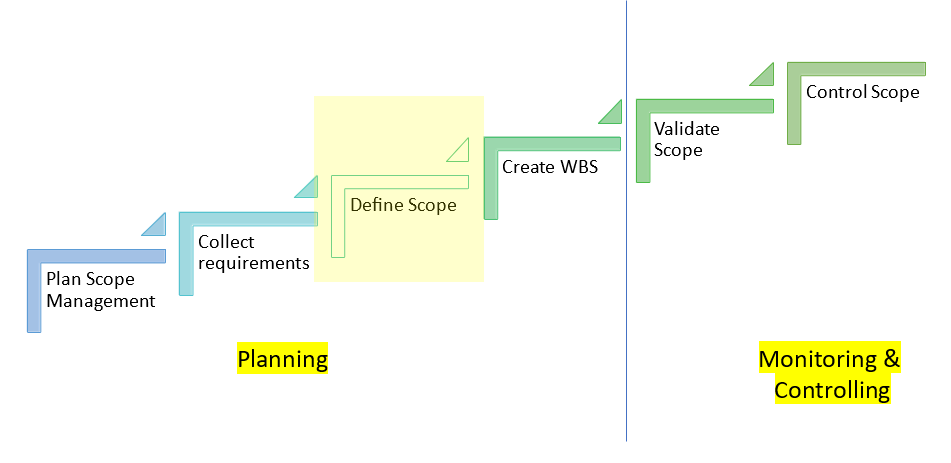 Plan Scope
Management
Collect
requirements
Define Scope
Create WBS
Validate
Scope
Control Scope
Planning
Monitoring &
Controlling